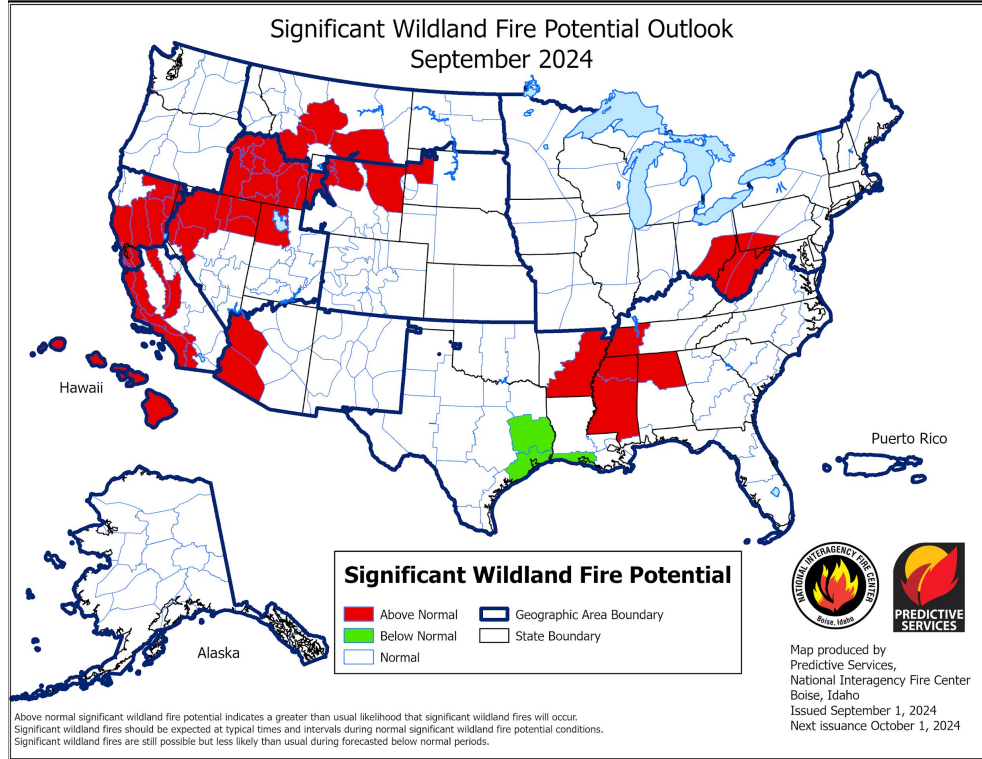 Significant Wildland Fire Potential Outlook
September 2024
Hawaii
Puerto Rico
Alaska
Significant Wildland Fire Potential
Above Normal
Below Normal
Normal
Geographic Area Boundary
State Boundary
NATIONAL INTERAGENCY FIRE CENTER
Boise, Idaho
PREDICTIVE
SERVICES
Map produced by
Predictive Services,
National Interagency Fire Center
Boise, Idaho
Issued September 1, 2024
Next issuance October 1, 2024
Above normal significant wildland fire potential indicates a greater than usual likelihood that significant wildland fires will occur.
Significant wildland fires should be expected at typical times and intervals during normal significant wildland fire potential conditions.
Significant wildland fires are still possible but less likely than usual during forecasted below normal periods.